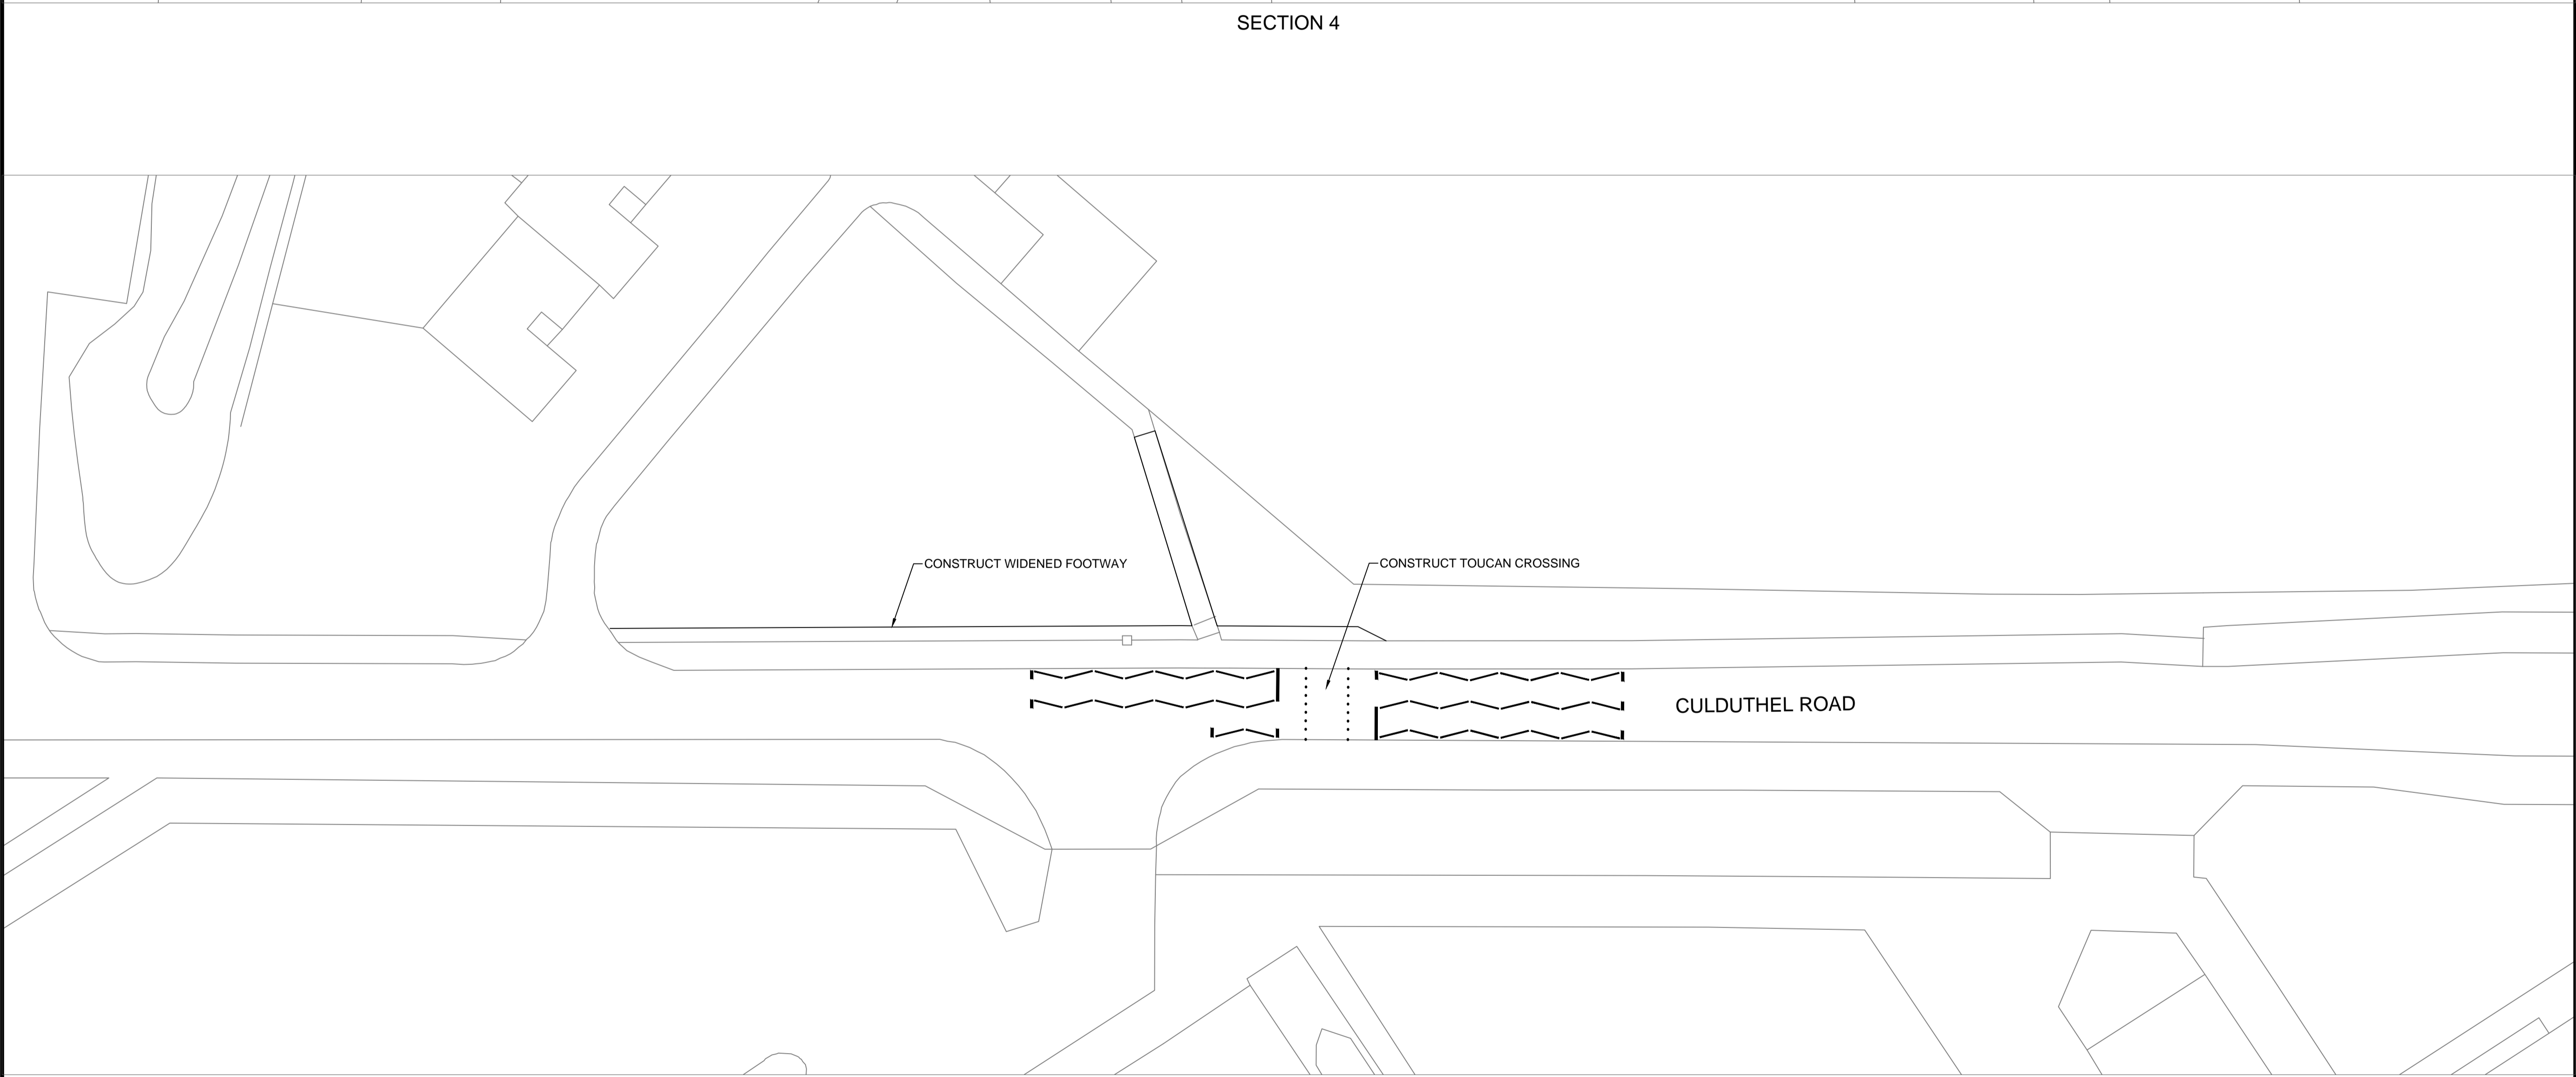 SECTION 4
CONSTRUCT WIDENED FOOTWAY
CONSTRUCT TOUCAN CROSSING
CULDUTHEL ROAD